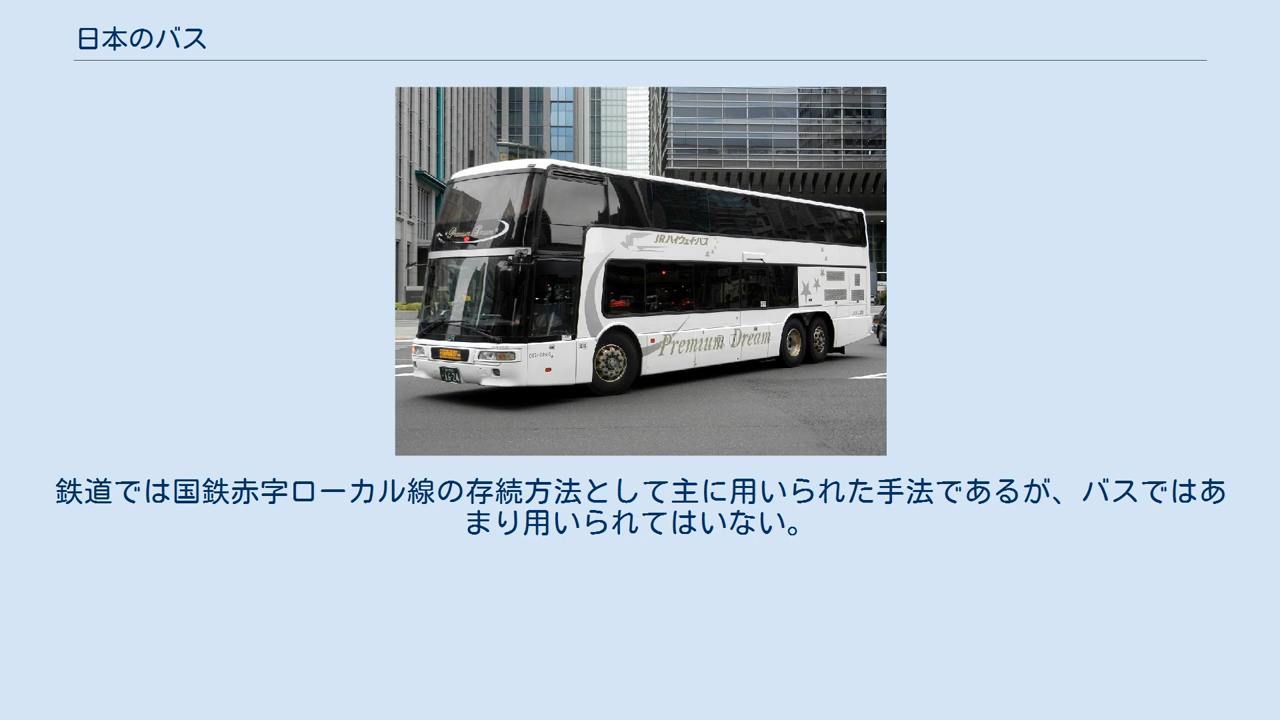 日本のバス
Premium Dream
JRハイウェイ・バス
Premium Dream
鉄道では国鉄赤字ローカル線の存続方法として主に用いられた手法であるが、バスではあ
まり用いられてはいない。